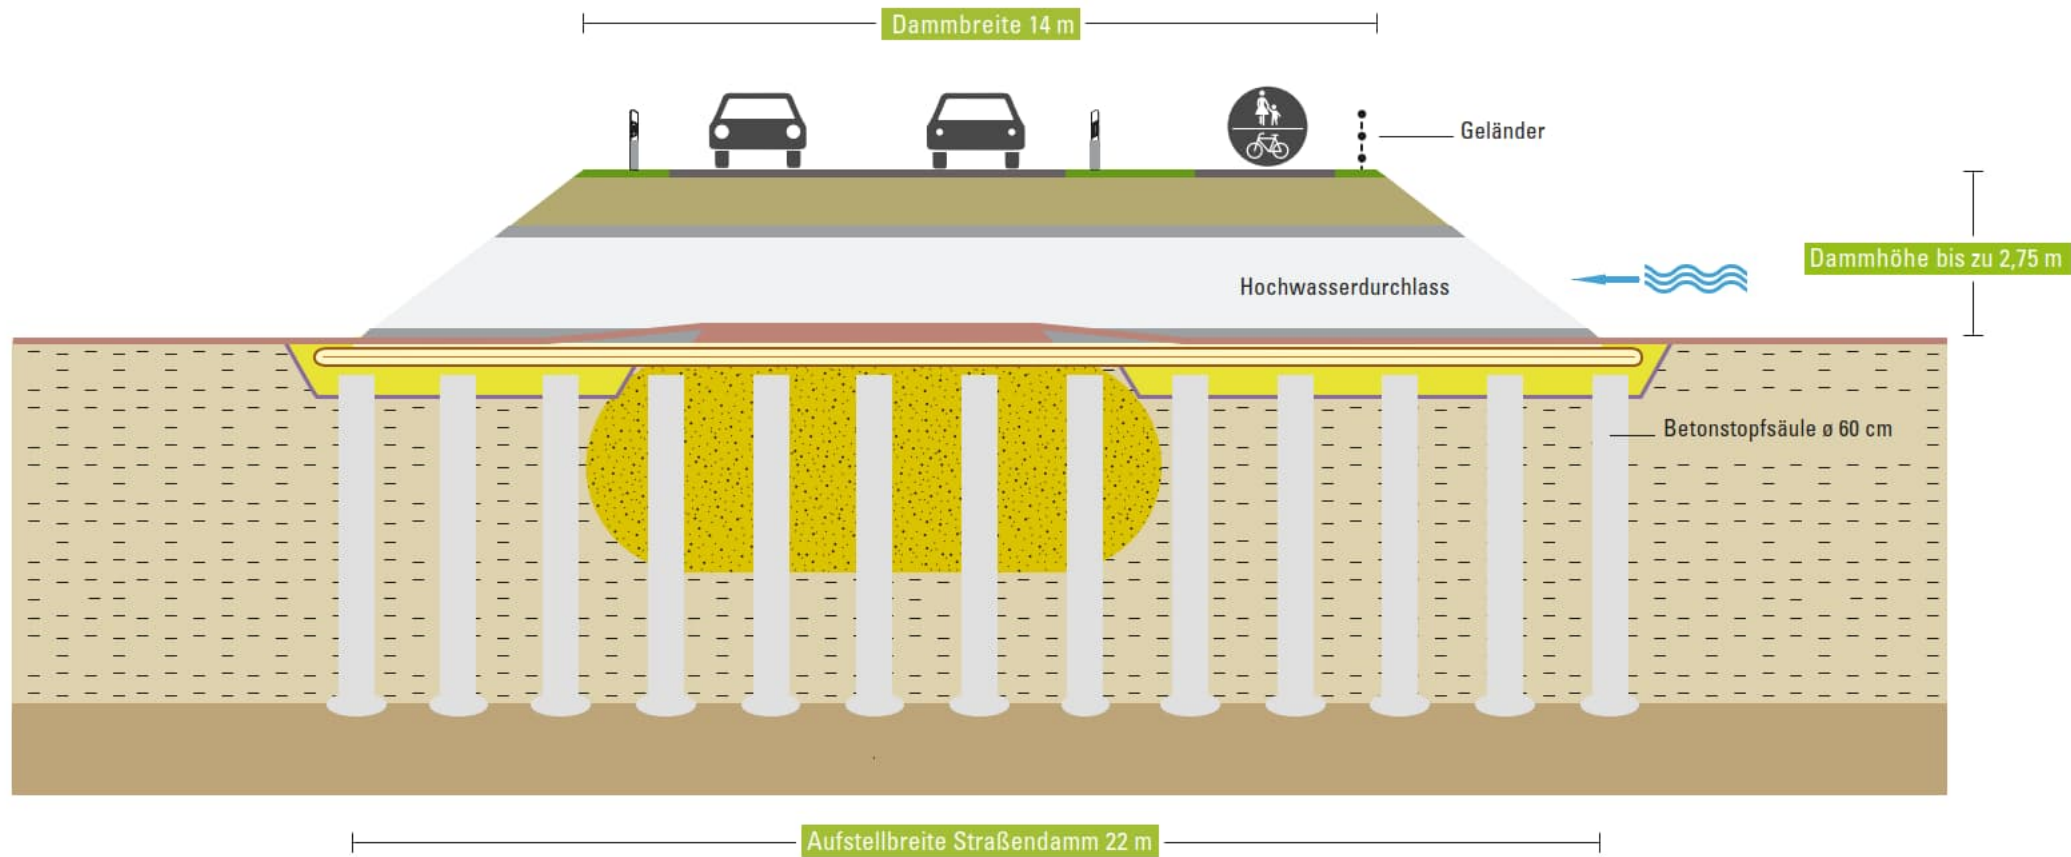 Dammbreite 14 m
Geländer
Dammhöhe bis zu 2,75 m
Hochwasserdurchlass
Betonstopfsäule ø 60 cm
Aufstellbreite Straßendamm 22 m